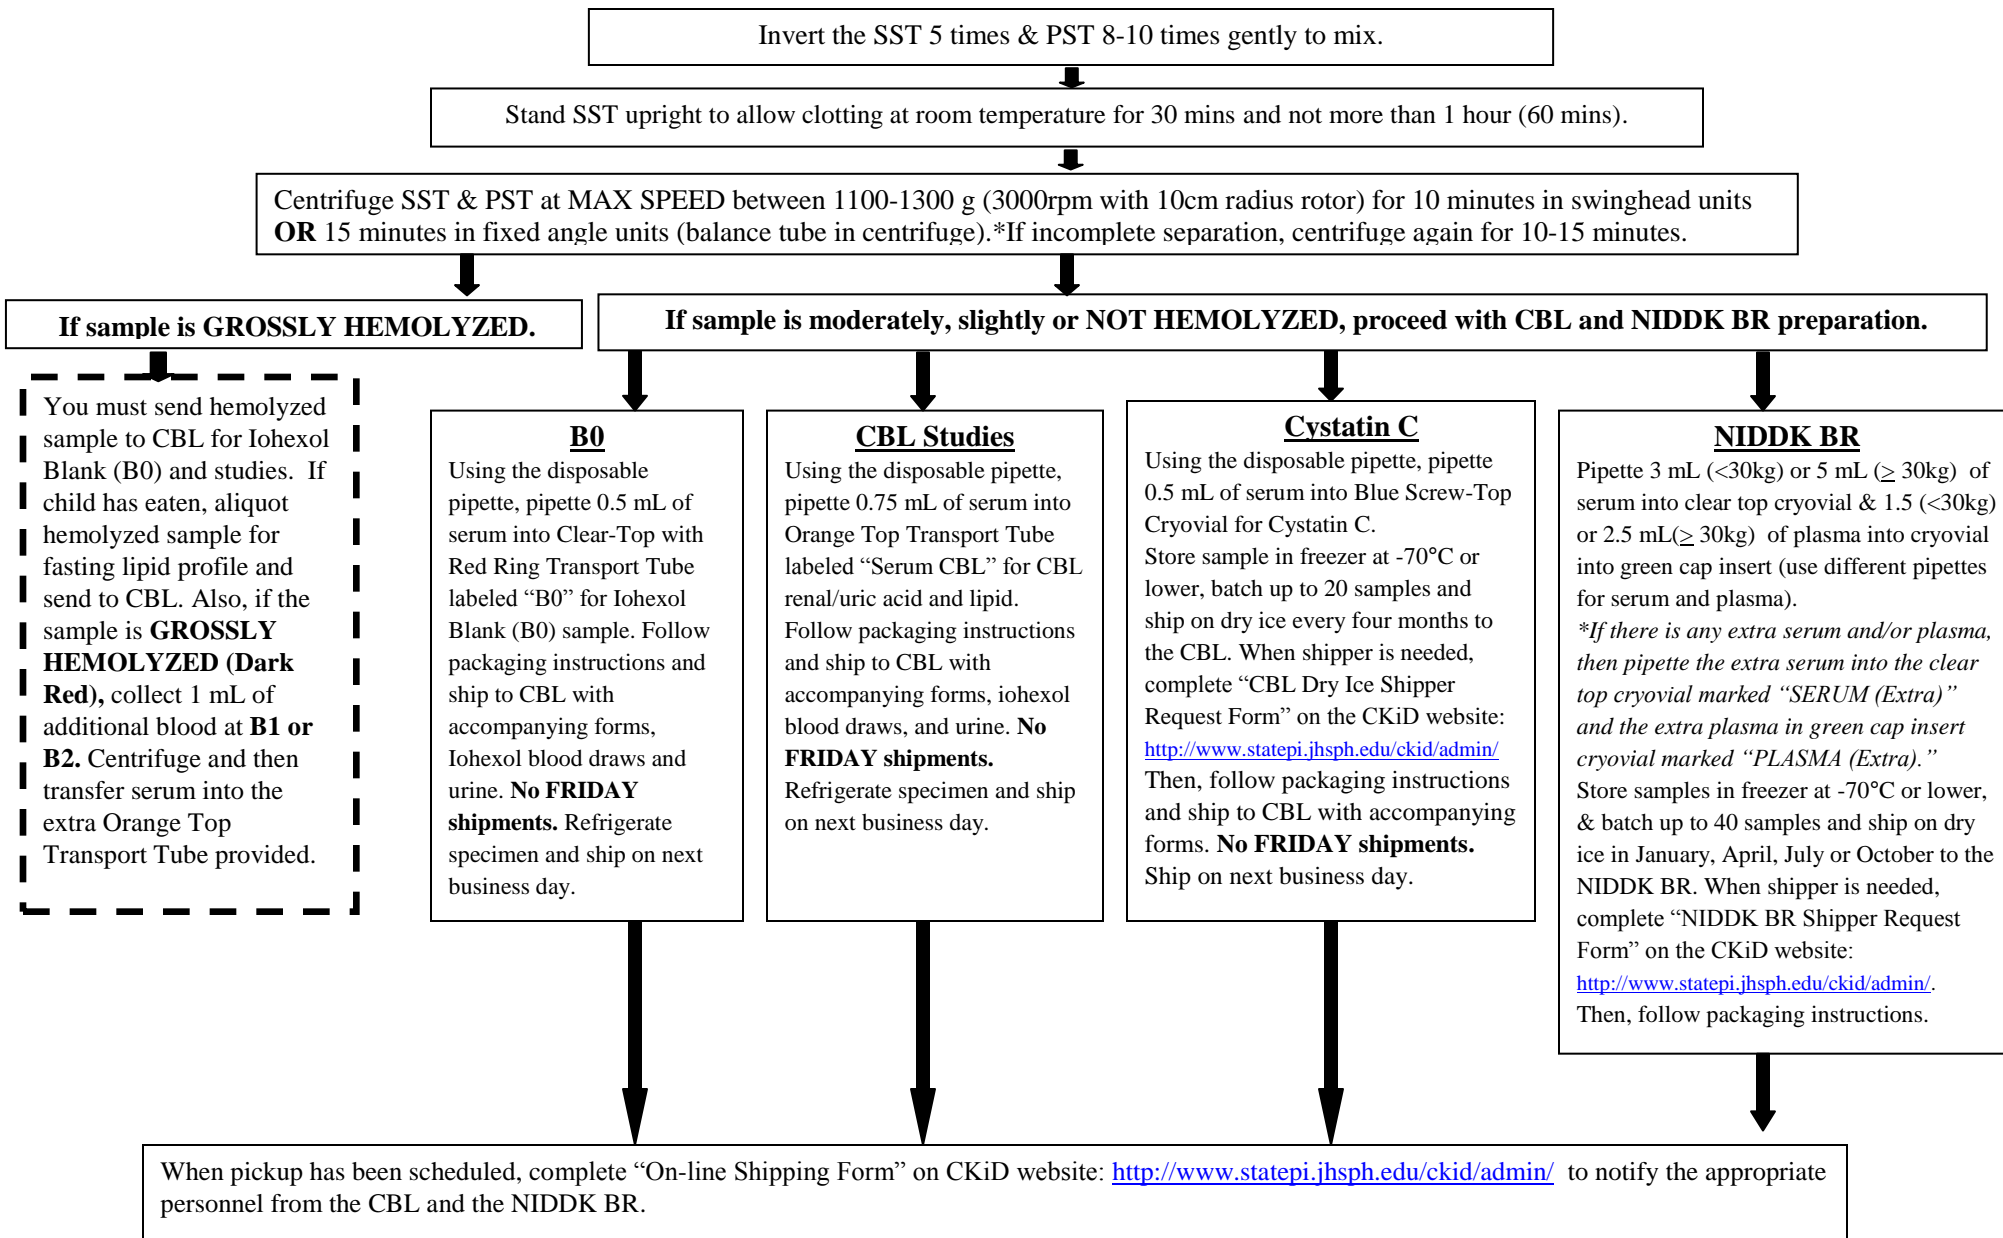 Invert the SST 5 times & PST 8-10 times gently to mix.
Stand SST upright to allow clotting at room temperature for 30 mins and not more than 1 hour (60 mins).
Centrifuge SST & PST at MAX SPEED between 1100-1300 g (3000rpm with 10cm radius rotor) for 10 minutes in swinghead units
OR 15 minutes in fixed angle units (balance tube in centrifuge).*If incomplete separation, centrifuge again for 10-15 minutes.
If sample is GROSSLY HEMOLYZED.
If sample is moderately, slightly or NOT HEMOLYZED, proceed with CBL and NIDDK BR preparation.
You must send hemolyzed
sample to CBL for Iohexol
Blank (B0) and studies.  If
child has eaten, aliquot
hemolyzed sample for
fasting lipid profile and
send to CBL. Also, if the
sample is GROSSLY
HEMOLYZED (Dark
Red), collect 1 mL of
additional blood at B1 or
B2. Centrifuge and then
transfer serum into the
extra Orange Top
Transport Tube provided.
B0
Using the disposable
pipette, pipette 0.5 mL of
serum into Clear-Top with
Red Ring Transport Tube
labeled “B0” for Iohexol
Blank (B0) sample. Follow
packaging instructions and
ship to CBL with
accompanying forms,
Iohexol blood draws and
urine. No FRIDAY
shipments. Refrigerate
specimen and ship on next
business day.
CBL Studies
Using the disposable pipette,
pipette 0.75 mL of serum into
Orange Top Transport Tube
labeled “Serum CBL” for CBL
renal/uric acid and lipid.
Follow packaging instructions
and ship to CBL with
accompanying forms, iohexol
blood draws, and urine. No
FRIDAY shipments.
Refrigerate specimen and ship
on next business day.
Cystatin C
Using the disposable pipette, pipette
0.5 mL of serum into Blue Screw-Top
Cryovial for Cystatin C.
Store sample in freezer at -70°C or
lower, batch up to 20 samples and
ship on dry ice every four months to
the CBL. When shipper is needed,
complete “CBL Dry Ice Shipper
Request Form” on the CKiD website:
http://www.statepi.jhsph.edu/ckid/admin/
Then, follow packaging instructions
and ship to CBL with accompanying
forms. No FRIDAY shipments.
Ship on next business day.
NIDDK BR
Pipette 3 mL (<30kg) or 5 mL (≥ 30kg)  of
serum into clear top cryovial & 1.5 (<30kg)
or 2.5 mL(≥ 30kg)  of plasma into cryovial
into green cap insert (use different pipettes
for serum and plasma).
*If there is any extra serum and/or plasma,
then pipette the extra serum into the clear
top cryovial marked “SERUM (Extra)”
and the extra plasma in green cap insert
cryovial marked “PLASMA (Extra).”
Store samples in freezer at -70°C or lower,
& batch up to 40 samples and ship on dry
ice in January, April, July or October to the
NIDDK BR. When shipper is needed,
complete “NIDDK BR Shipper Request
Form” on the CKiD website:
http://www.statepi.jhsph.edu/ckid/admin/.
Then, follow packaging instructions.
When pickup has been scheduled, complete “On-line Shipping Form” on CKiD website: http://www.statepi.jhsph.edu/ckid/admin/  to notify the appropriate
personnel from the CBL and the NIDDK BR.